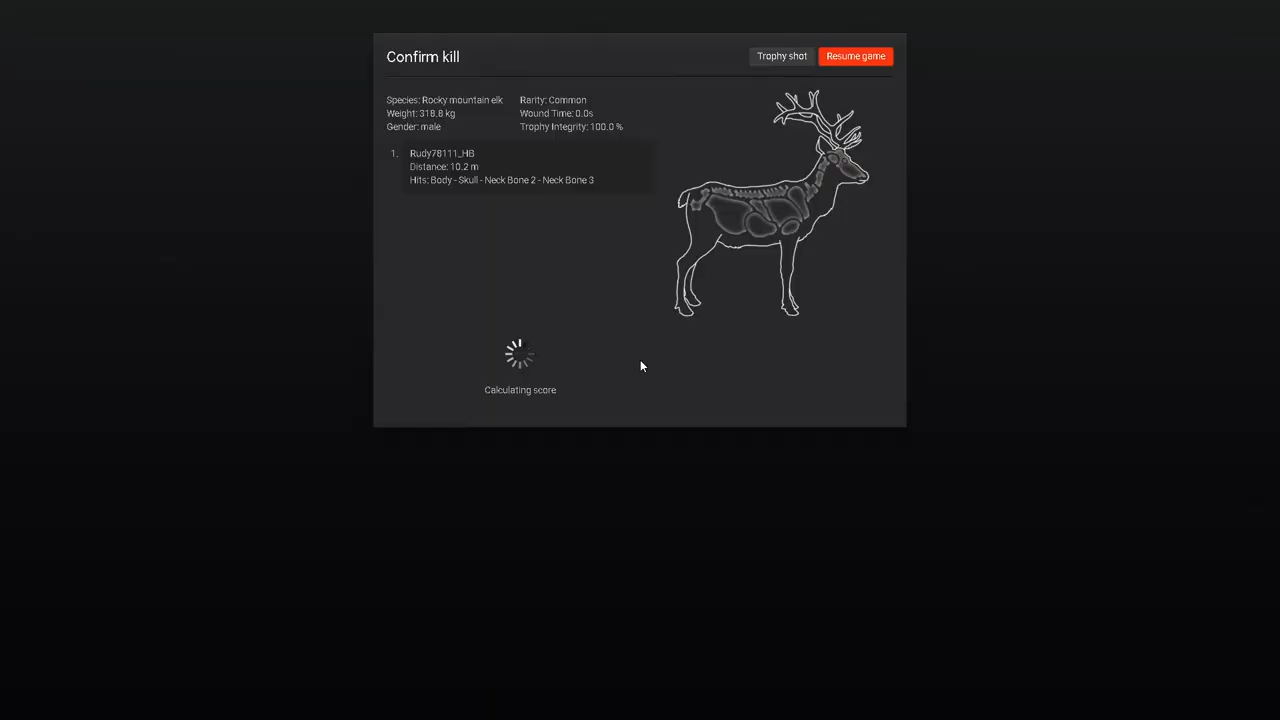 Confirm kill
Trophy shot
Resume game
Species: Rocky mountain elk
Weight: 318.8 kg
Gender: male
Rarity: Common
Wound Time: 0.0s
Trophy Integrity: 100.0 %
1.
Rudy78111_HB
Distance: 10.2 m
Hits: Body - Skull - Neck Bone 2 - Neck Bone 3
Calculating score